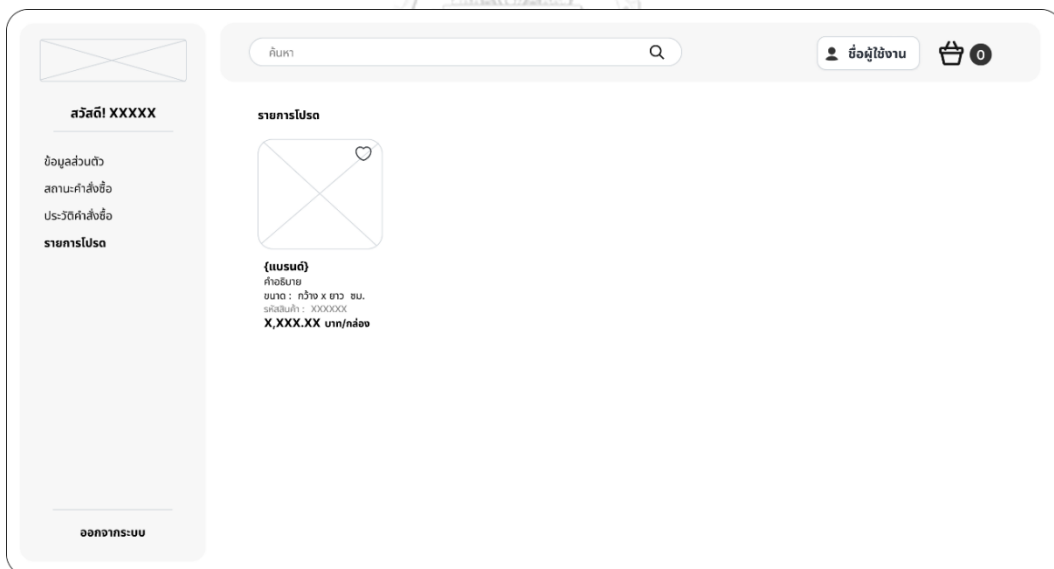 สวัสดี! XXXXX
ข้อมูลส่วนตัว
สถานะคำสั่งซื้อ
ประวัติคำสั่งซื้อ
รายการโปรด
ออกจากระบบ
ค้นหา
ชื่อผู้ใช้งาน
0
รายการโปรด
{แบรนด์}
คำอธิบาย
ขนาด : กว้าง x ยาว ซม.
รหัสสินค้า : XXXXXX
X,XXX.XX บาท/กล่อง